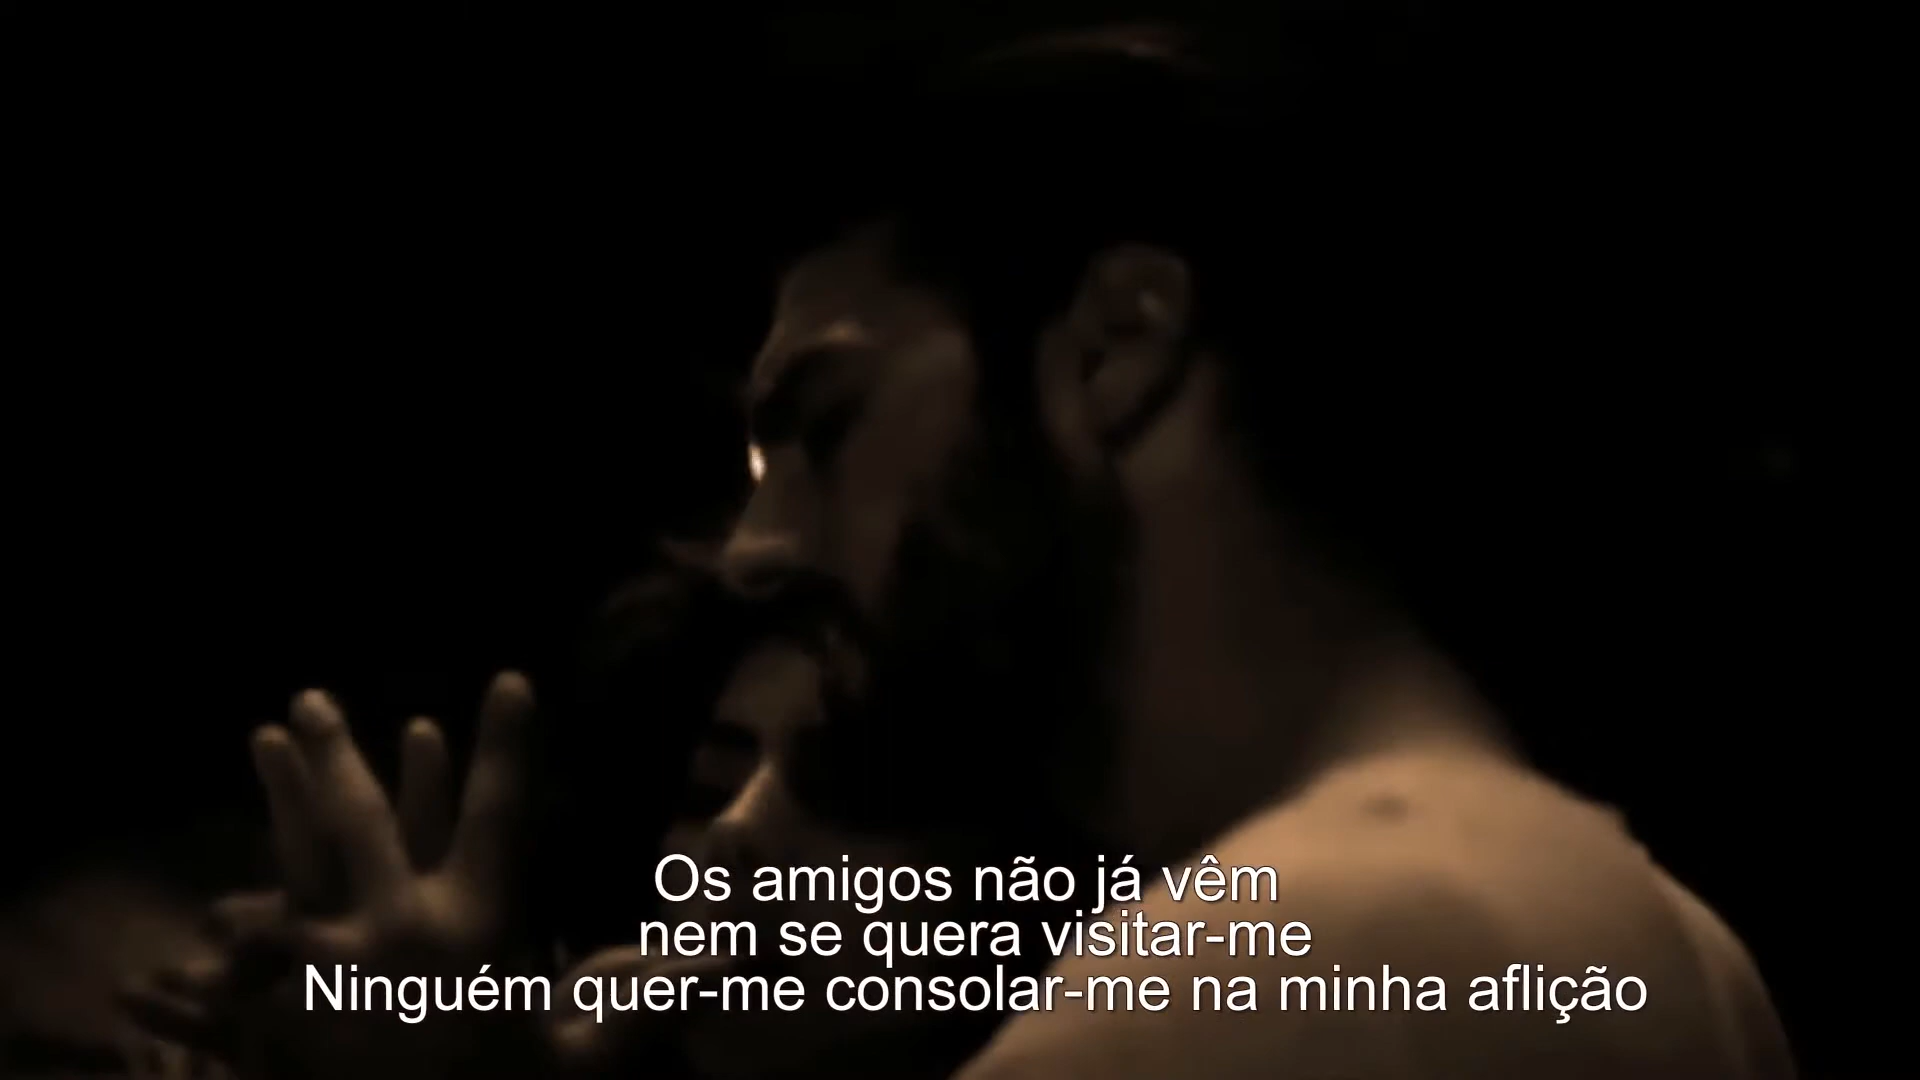 Os amigos não já vêm
nem se quera visitar-me
Ninguém quer-me consolar-me na minha aflição